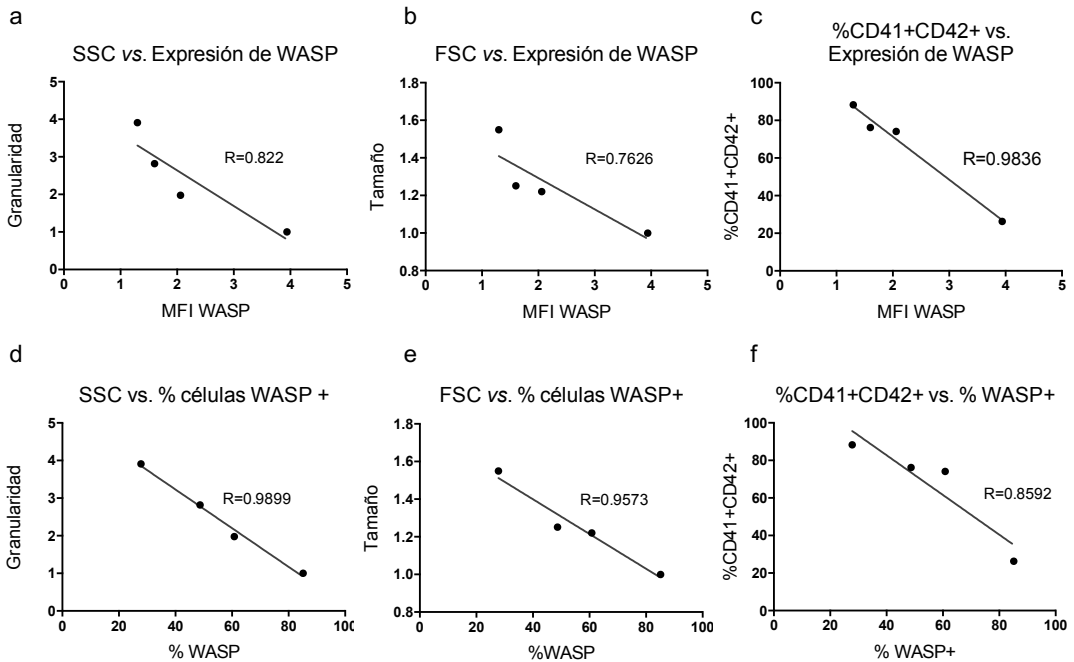 a
SSC vs. Expresión de WASP
5
4
3
2
1
0
Granularidad
R=0.822
0 1 2 3 4 5
MFI WASP
b
FSC vs. Expresión de WASP
1.8
1.6
1.4
1.2
1.0
0.8
Tamaño
R=0.7626
0 1 2 3 4 5
MFI WASP
c
%CD41+CD42+ vs.
Expresión de WASP
100
80
60
40
20
0
%CD41+CD42+
R=0.9836
0 1 2 3 4 5
MFI WASP
d
SSC vs. % células WASP +
5
4
3
2
1
0
Granularidad
R=0.9899
0 20 40 60 80 100
% WASP
e
FSC vs. % células WASP+
1.8
1.6
1.4
1.2
1.0
0.8
Tamaño
R=0.9573
0 20 40 60 80 100
%WASP
f
%CD41+CD42+ vs. % WASP+
100
80
60
40
20
0
%CD41+CD42+
R=0.8592
0 20 40 60 80 100
% WASP+